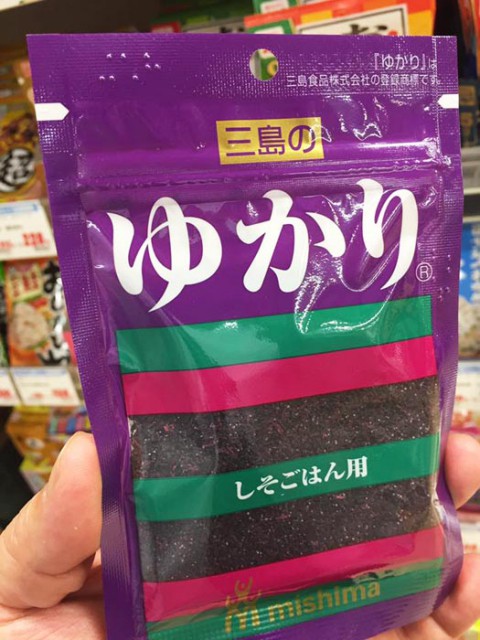 『ゆかり』は
三島食品株式会社の登録商標です。
三島の
ゆかり®
しそごはん用
mishima